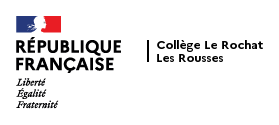 RÉPUBLIQUE
FRANÇAISE
Liberté
Égalité
Fraternité
Collège Le Rochat
Les Rousses